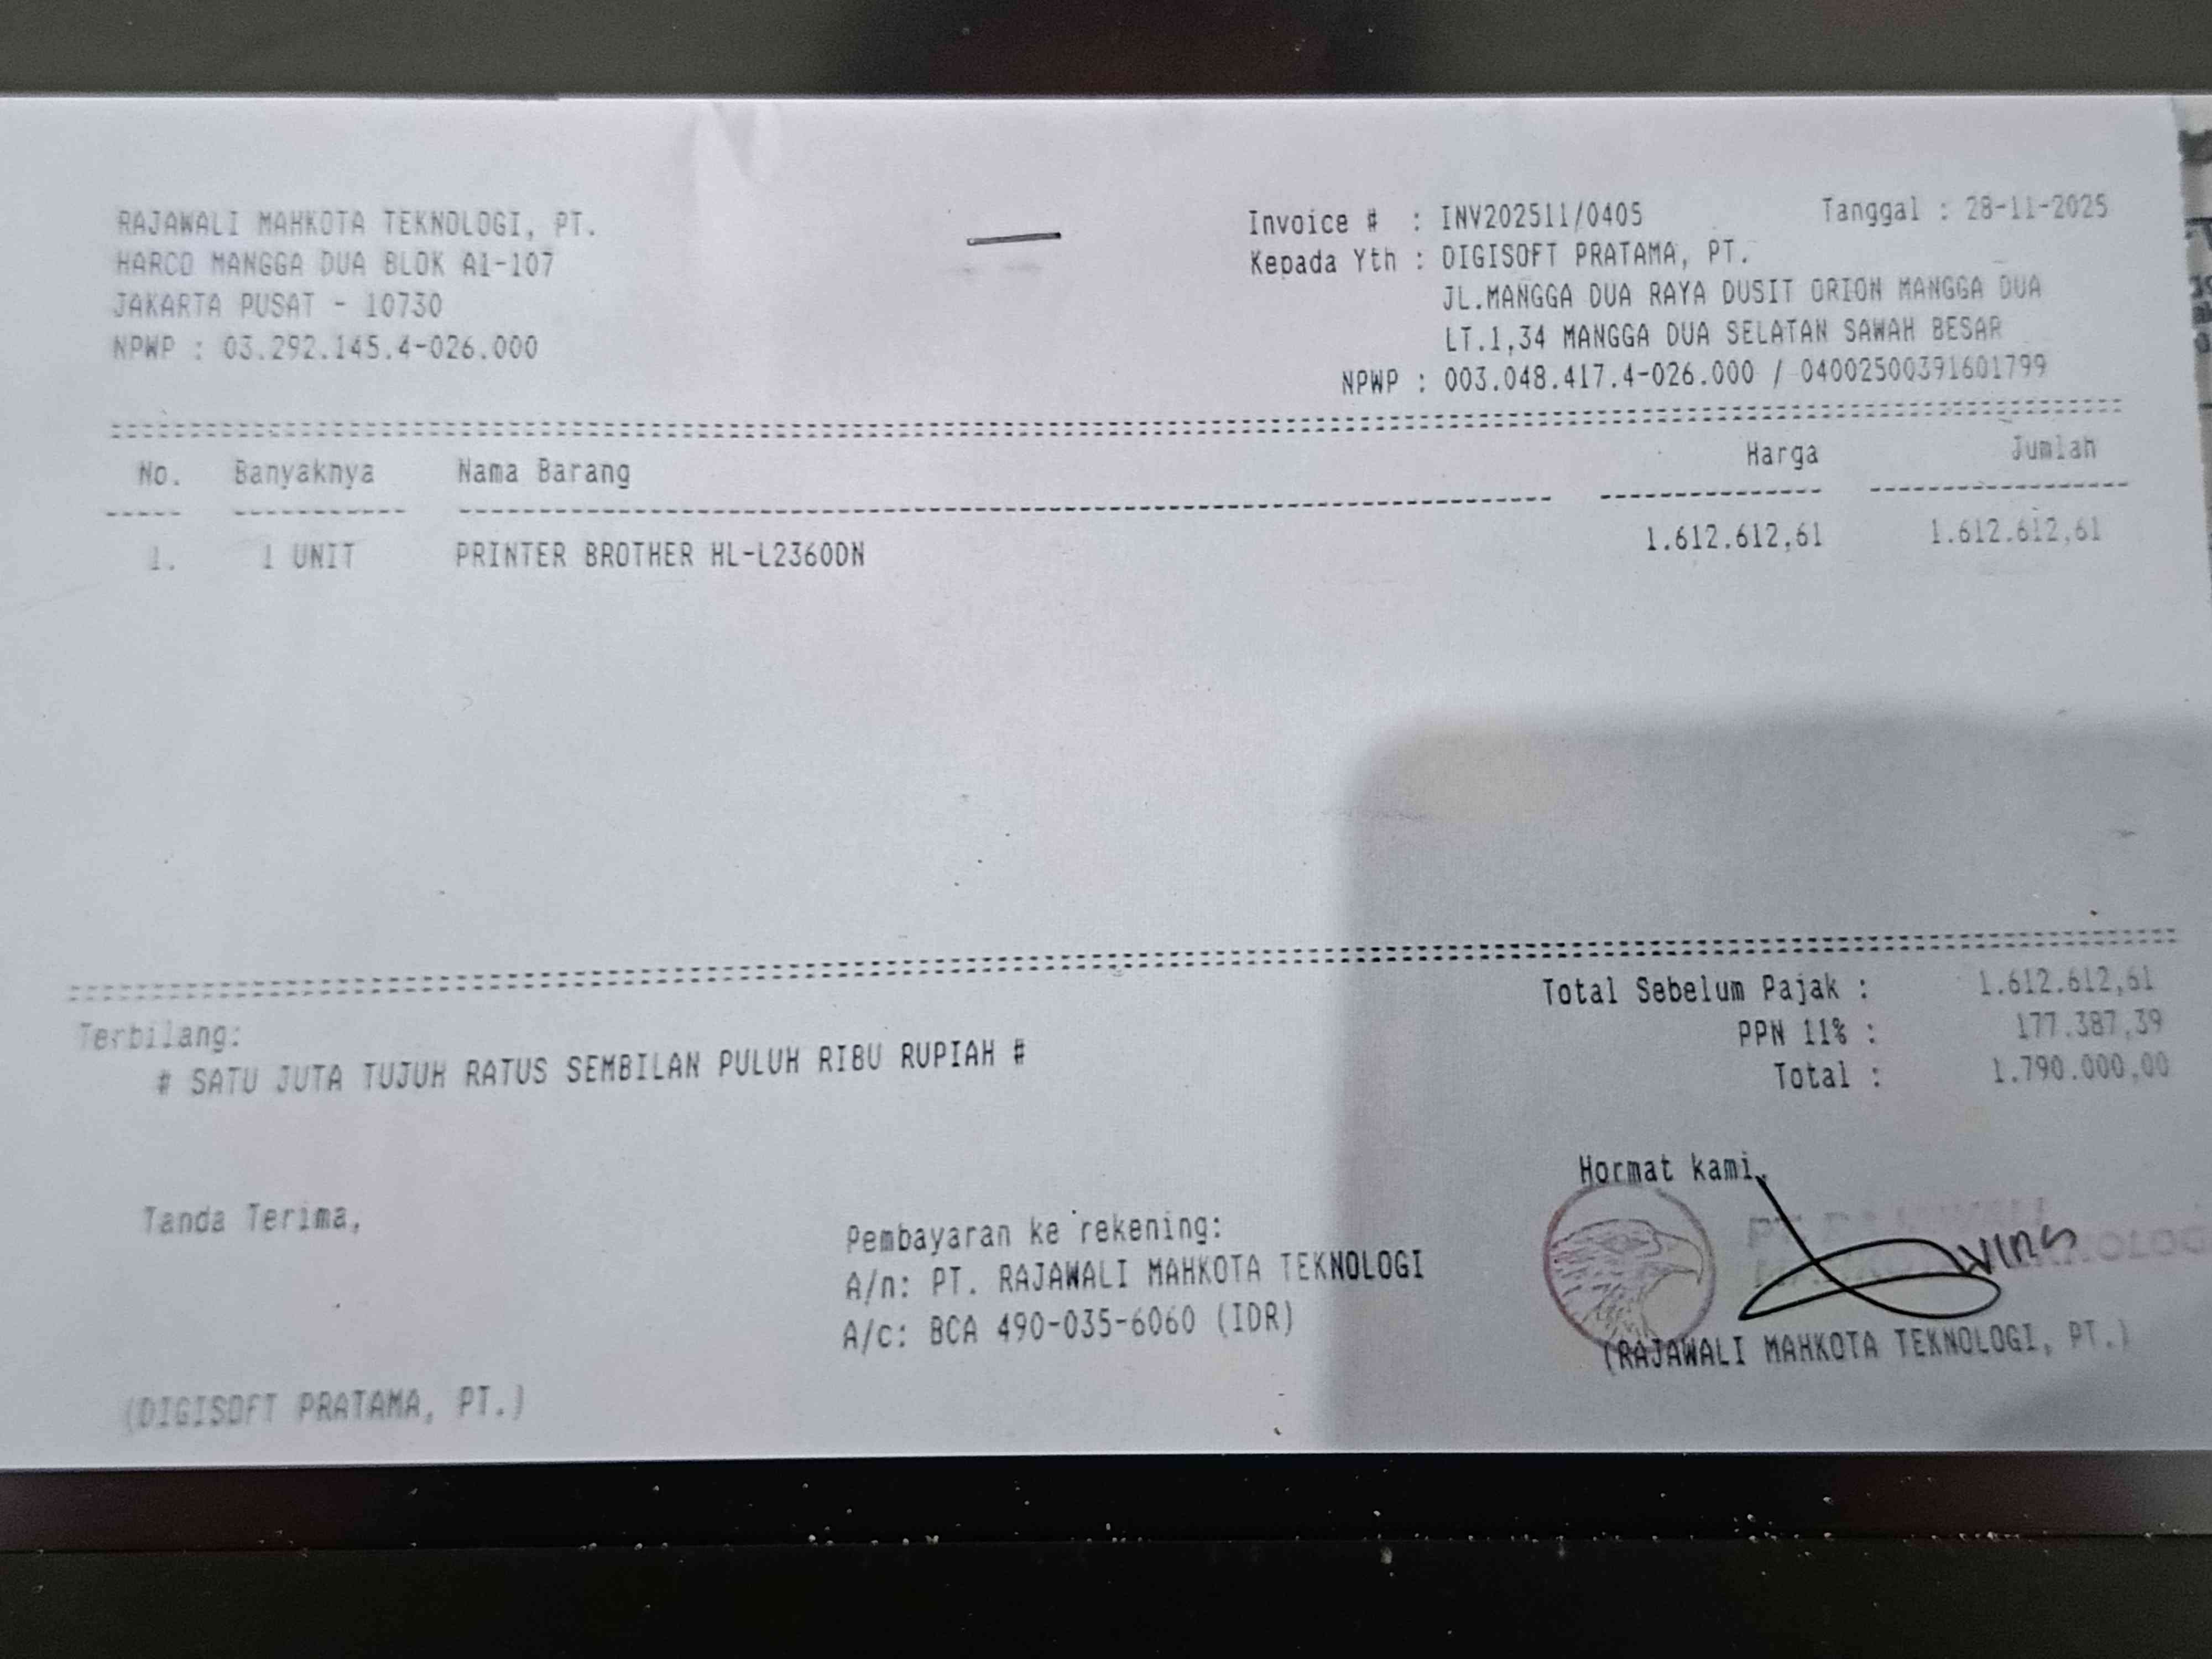 RAJAWALI MAHKOTA TEKNOLOGI, PT.
HARCO MANGGA DUA BLOK A1-107
JAKARTA PUSAT - 10730
NPWP : 03.292.145.4-026.000
Invoice # : INV202511/0405 Tanggal : 28-11-2025
Kepada Yth : DIGISOFT PRATAMA, PT.
JL.MANGGA DUA RAYA DUSIT ORION MANGGA DUA
LT.1,34 MANGGA DUA SELATAN SAWAH BESAR
NPWP : 003.048.417.4-026.000 / 04002500391601799
No. Banyaknya Nama Barang Harga Jumlah
1. 1 UNIT PRINTER BROTHER HL-L2360DN 1.612.612,61 1.612.612,61
Total Sebelum Pajak : 1.612.612,61
PPN 11% : 177.387,39
Total : 1.790.000,00
Terbilang:
# SATU JUTA TUJUH RATUS SEMBILAN PULUH RIBU RUPIAH #
Tanda Terima,
(DIGISOFT PRATAMA, PT.)
Pembayaran ke rekening:
A/n: PT. RAJAWALI MAHKOTA TEKNOLOGI
A/c: BCA 490-035-6060 (IDR)
Hormat kami,
(RAJAWALI MAHKOTA TEKNOLOGI, PT.)